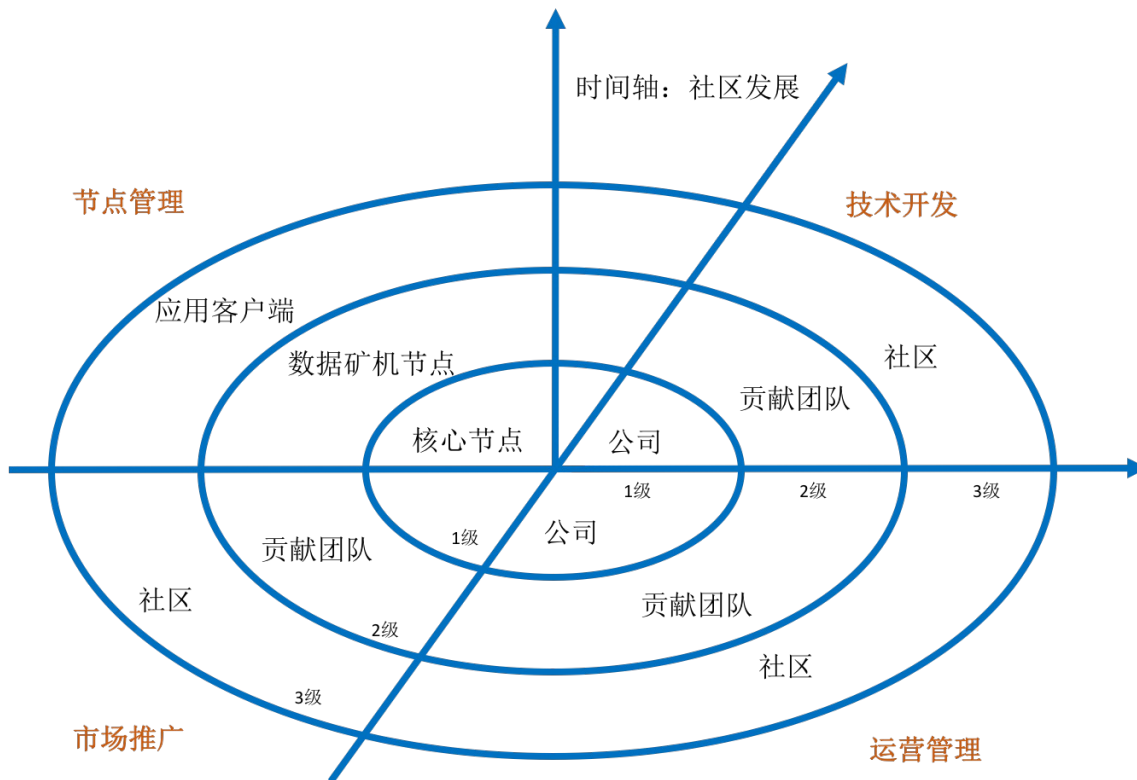 时间轴：社区发展
节点管理
技术开发
应用客户端
数据矿机节点
社区
贡献团队
核心节点
公司
1级
2级
3级
公司
1级
贡献团队
社区
贡献团队
2级
社区
3级
市场推广
运营管理